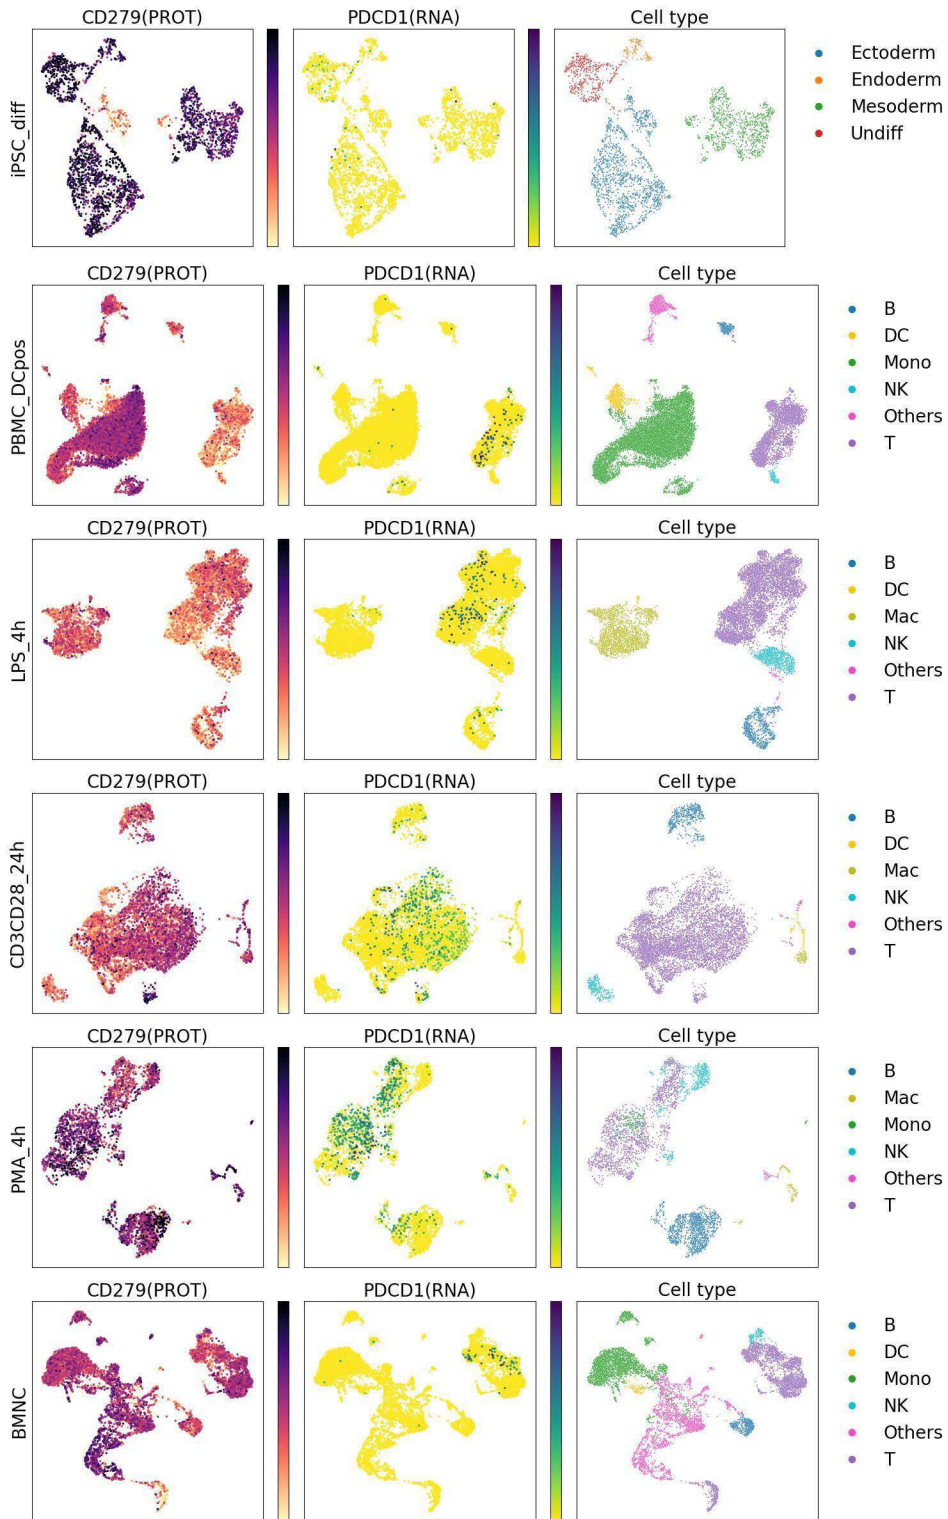 CD279(PROT) PDCD1(RNA) Cell type
iPSC_diff
Ectoderm
Endoderm
Mesoderm
Undiff
CD279(PROT) PDCD1(RNA) Cell type
PBMC_DCpos
B
DC
Mono
NK
Others
T
CD279(PROT) PDCD1(RNA) Cell type
LPS_4h
B
DC
Mac
NK
Others
T
CD279(PROT) PDCD1(RNA) Cell type
CD3CD28_24h
B
DC
Mac
NK
Others
T
CD279(PROT) PDCD1(RNA) Cell type
PMA_4h
B
Mac
Mono
NK
Others
T
CD279(PROT) PDCD1(RNA) Cell type
BMNC
B
DC
Mono
NK
Others
T